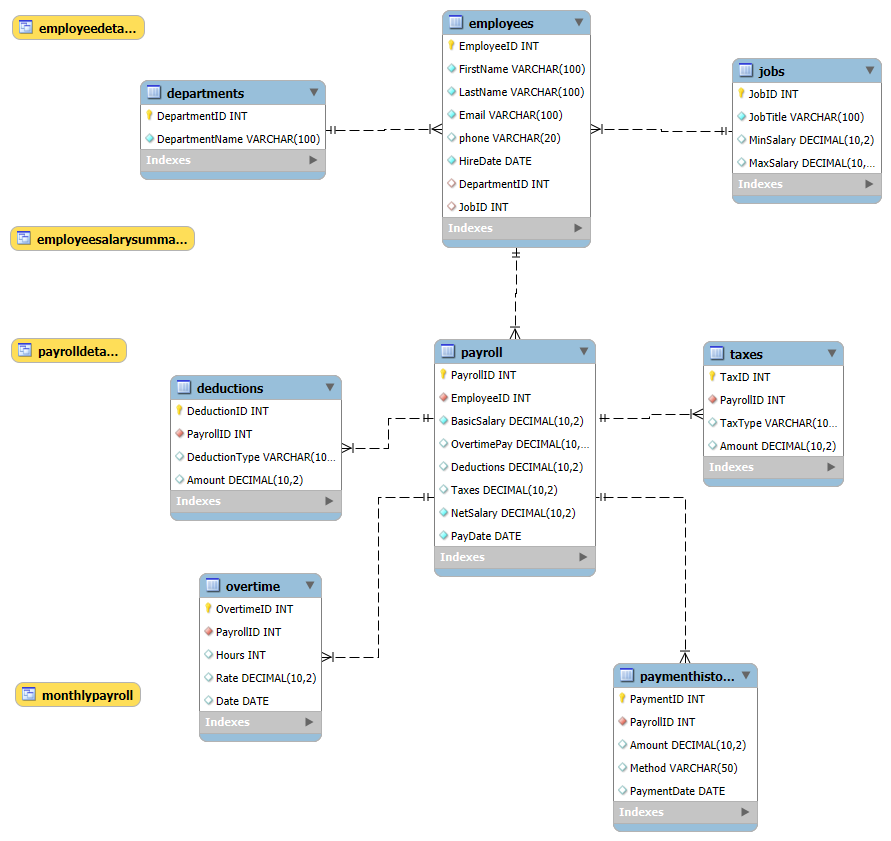 employeedeta...
employees
EmployeeID INT
FirstName VARCHAR(100)
LastName VARCHAR(100)
Email VARCHAR(100)
phone VARCHAR(20)
HireDate DATE
DepartmentID INT
JobID INT
Indexes
departments
DepartmentID INT
DepartmentName VARCHAR(100)
Indexes
jobs
JobID INT
JobTitle VARCHAR(100)
MinSalary DECIMAL(10,2)
MaxSalary DECIMAL(10,...
Indexes
employeesalarysumma...
payrolldeta...
payroll
PayrollID INT
EmployeeID INT
BasicSalary DECIMAL(10,2)
OvertimePay DECIMAL(10,...
Deductions DECIMAL(10,2)
Taxes DECIMAL(10,2)
NetSalary DECIMAL(10,2)
PayDate DATE
Indexes
taxes
TaxID INT
PayrollID INT
TaxType VARCHAR(10...
Amount DECIMAL(10,2)
Indexes
deductions
DeductionID INT
PayrollID INT
DeductionType VARCHAR(10...
Amount DECIMAL(10,2)
Indexes
overtime
OvertimeID INT
PayrollID INT
Hours INT
Rate DECIMAL(10,2)
Date DATE
Indexes
monthlypayroll
paymenthisto...
PaymentID INT
PayrollID INT
Amount DECIMAL(10,2)
Method VARCHAR(50)
PaymentDate DATE
Indexes